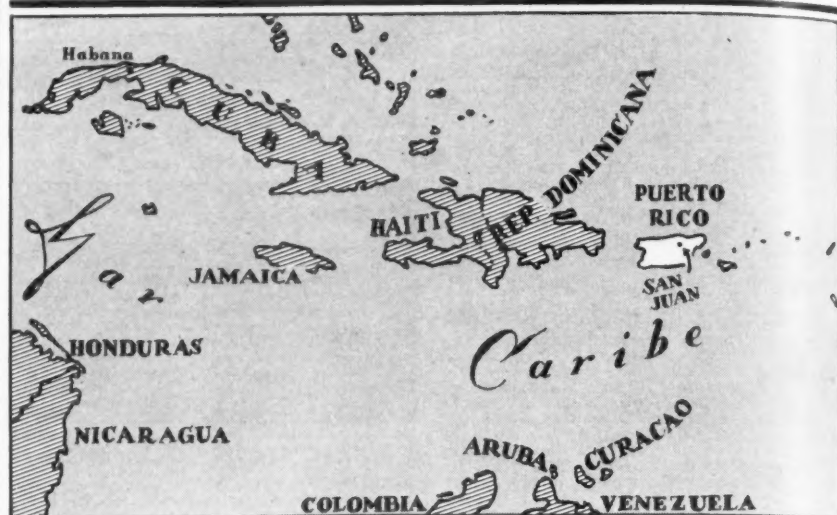 Habana
CUBA
REP. DOMINICANA
HAITI
PUERTO
RICO
SAN
JUAN
JAMAICA
Mar
Caribe
HONDURAS
NICARAGUA
ARUBA
CURACAO
COLOMBIA
VENEZUELA